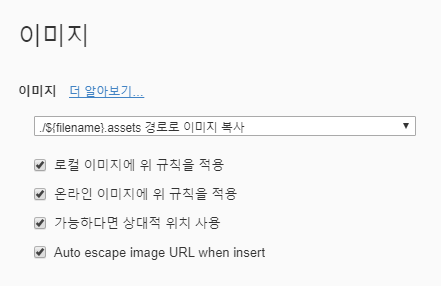 이미지
이미지 더 알아보기...
./${filename}.assets 경로로 이미지 복사
로컬 이미지에 위 규칙을 적용
온라인 이미지에 위 규칙을 적용
가능하다면 상대적 위치 사용
Auto escape image URL when insert